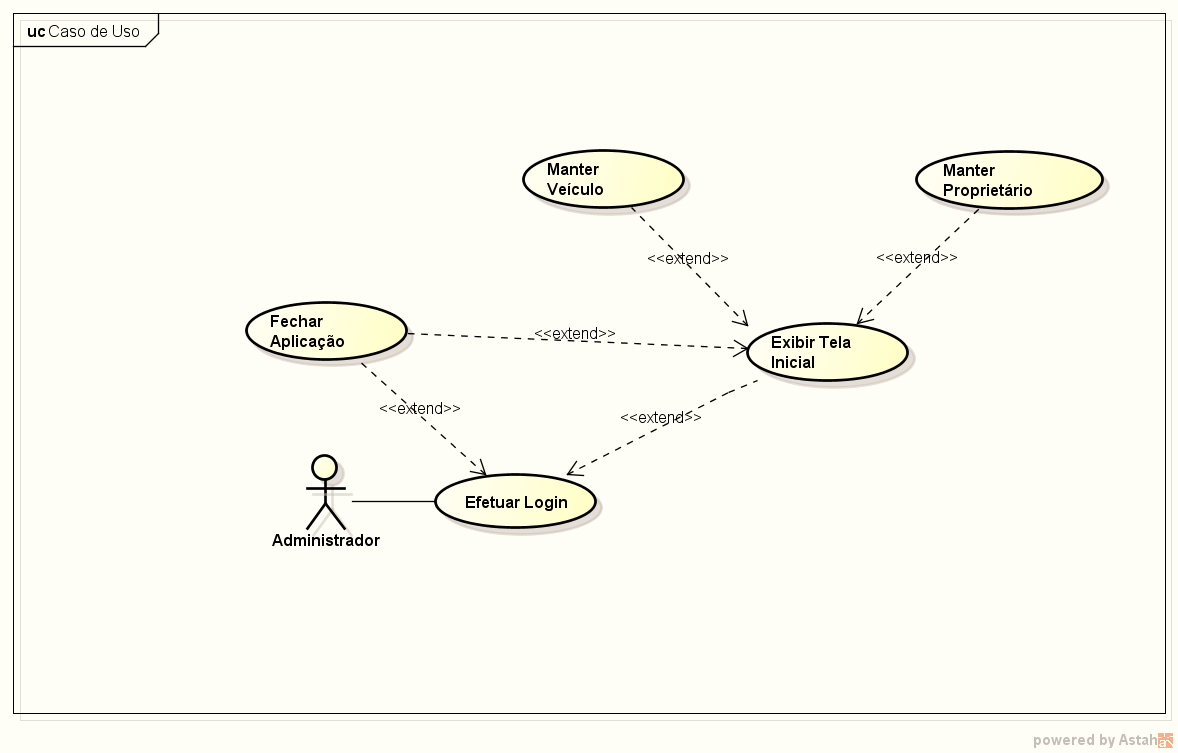 uc Caso de Uso
Manter
Veículo
Manter
Proprietário
<<extend>>
<<extend>>
Fechar
Aplicação
<<extend>>
Exibir Tela
Inicial
<<extend>>
<<extend>>
Efetuar Login
Administrador
powered by Astah